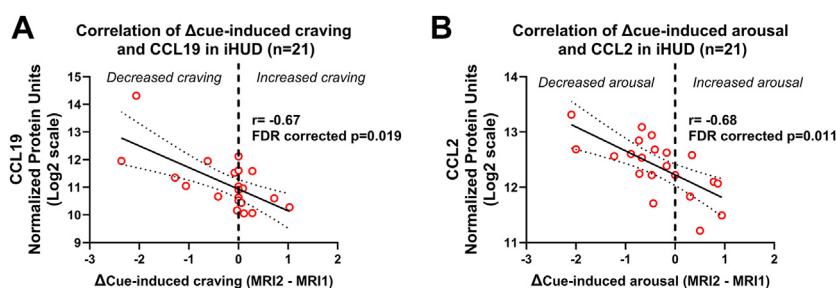 A
Correlation of Δcue-induced craving
and CCL19 in iHUD (n=21)
Decreased craving
Increased craving
r= -0.67
FDR corrected p=0.019
CCL19
Normalized Protein Units
(Log2 scale)
15
14
13
12
11
10
9
-3
-2
-1
0
1
2
ΔCue-induced craving (MRI2 - MRI1)
B
Correlation of Δcue-induced arousal
and CCL2 in iHUD (n=21)
Decreased arousal
Increased arousal
r= -0.68
FDR corrected p=0.011
CCL2
Normalized Protein Units
(Log2 scale)
14
13
12
11
-3
-2
-1
0
1
2
ΔCue-induced arousal (MRI2 - MRI1)